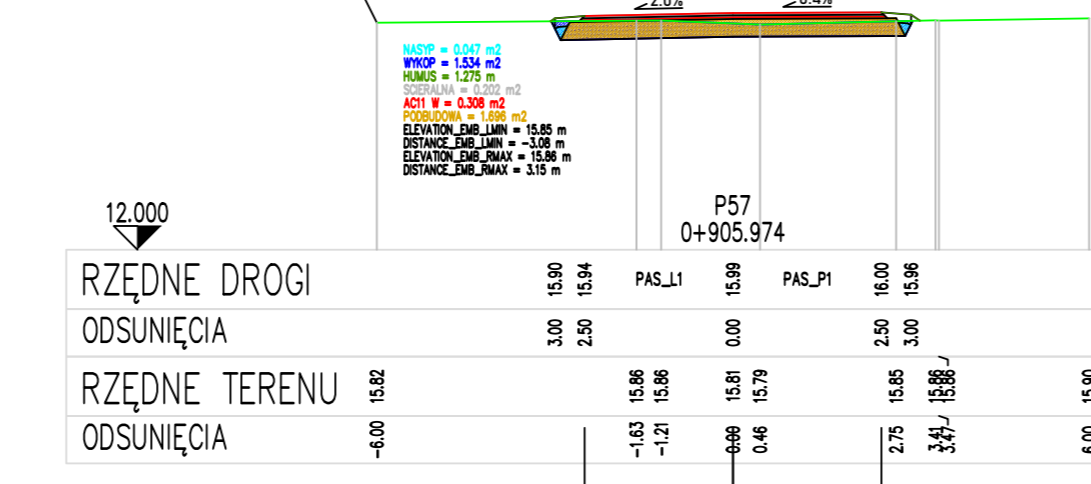 2.0%
0.4%
NASYP = 0.047 m2
WYKOP = 1.534 m2
HUMUS = 1.275 m
SCIERALNA = 0.202 m2
AC11 W = 0.308 m2
PODBUDOWA = 1.696 m2
ELEVATION_EMB_LMIN = 15.85 m
DISTANCE_EMB_LMIN = -3.08 m
ELEVATION_EMB_RMAX = 15.86 m
DISTANCE_EMB_RMAX = 3.15 m
12.000
P57
0+905.974
RZĘDNE DROGI 15.90 15.94 PAS_L1 15.99 PAS_P1 16.00 15.96
ODSUNIĘCIA 3.00 2.50 0.00 2.50 3.00
RZĘDNE TERENU 15.82 15.86 15.86 15.81 15.79 15.85 15.86 15.86 15.90
ODSUNIĘCIA -6.00 -1.63 -1.21 0.00 0.46 2.75 3.41 3.47 6.00